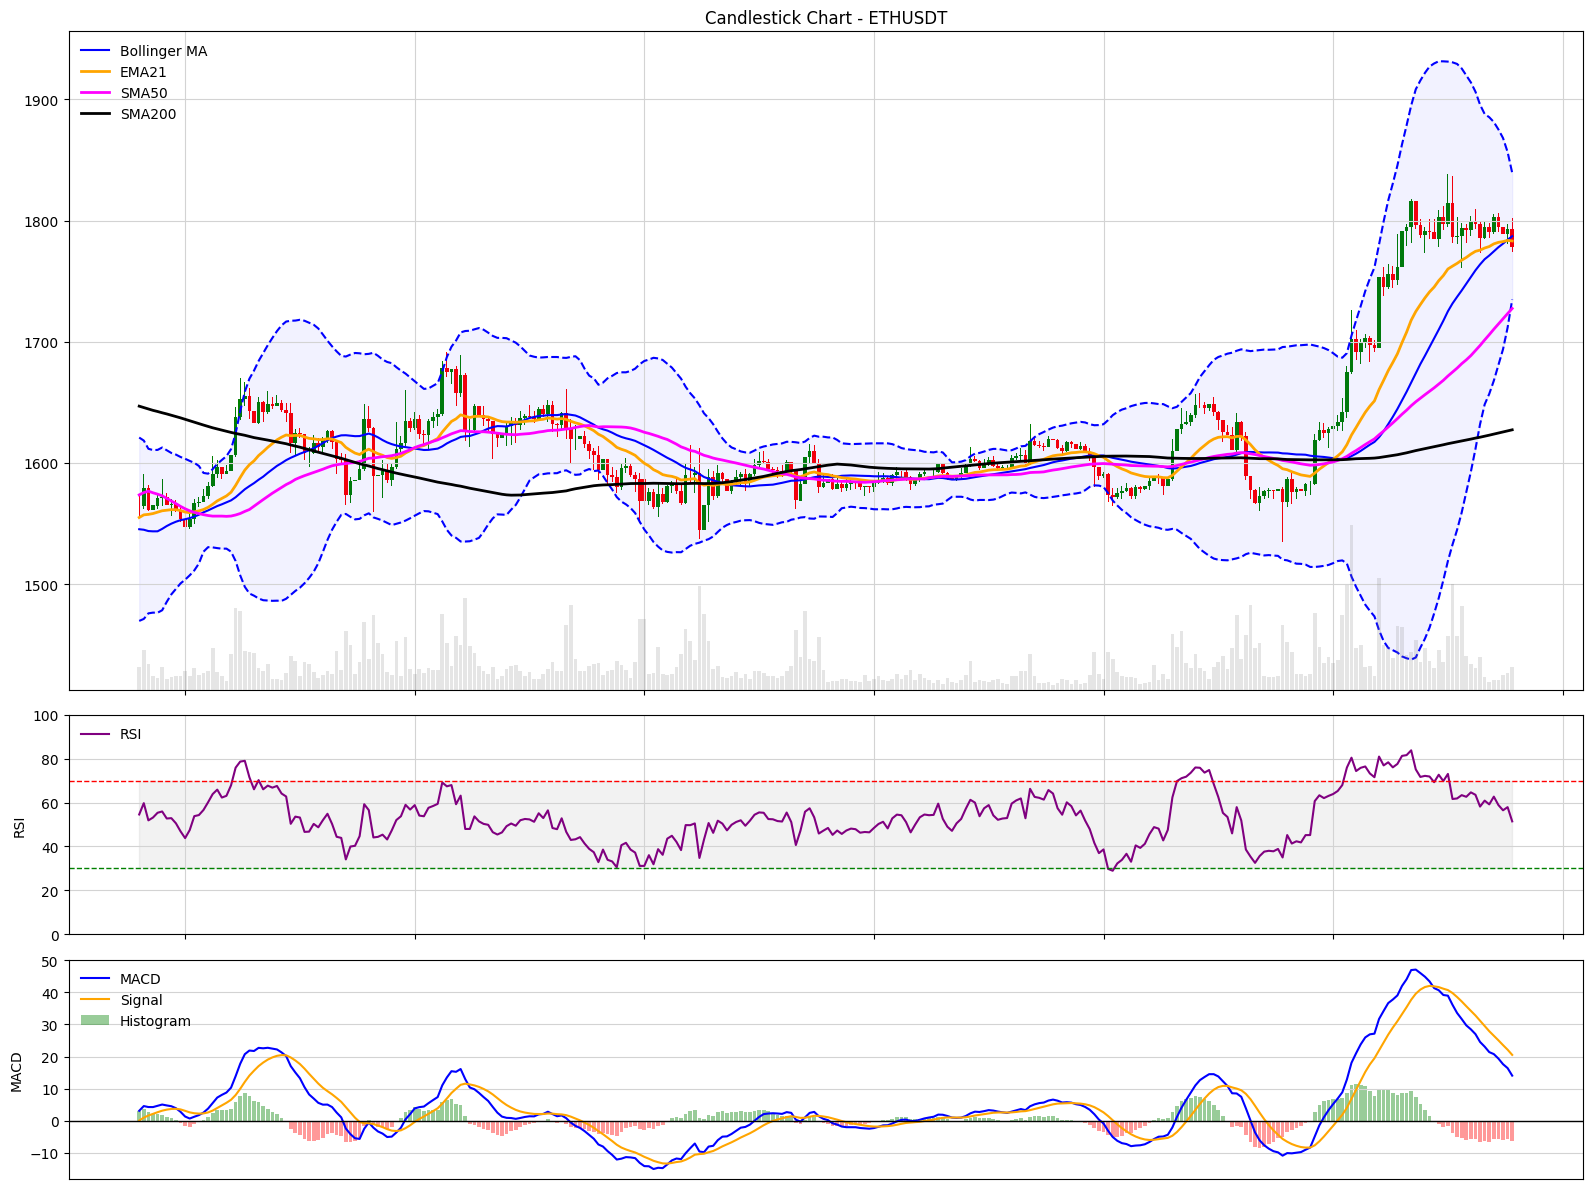 Candlestick Chart - ETHUSDT
Bollinger MA
EMA21
SMA50
SMA200
1900
1800
1700
1600
1500
RSI
100
80
60
40
20
0
RSI
MACD
Signal
Histogram
50
40
30
20
10
0
−10
MACD